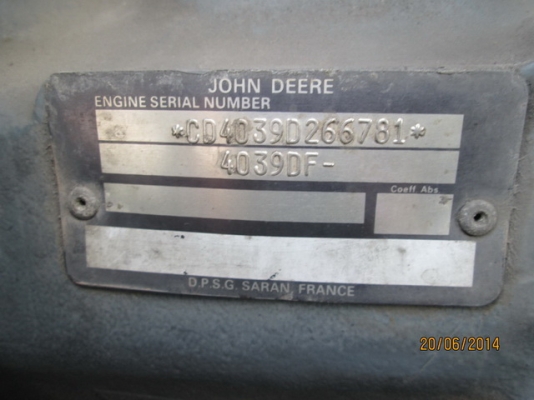 JOHN DEERE
ENGINE SERIAL NUMBER
*CD4039D266781*
4039DF-
Coeff. Abs.
D.P.S.G. SARAN, FRANCE
20/06/2014